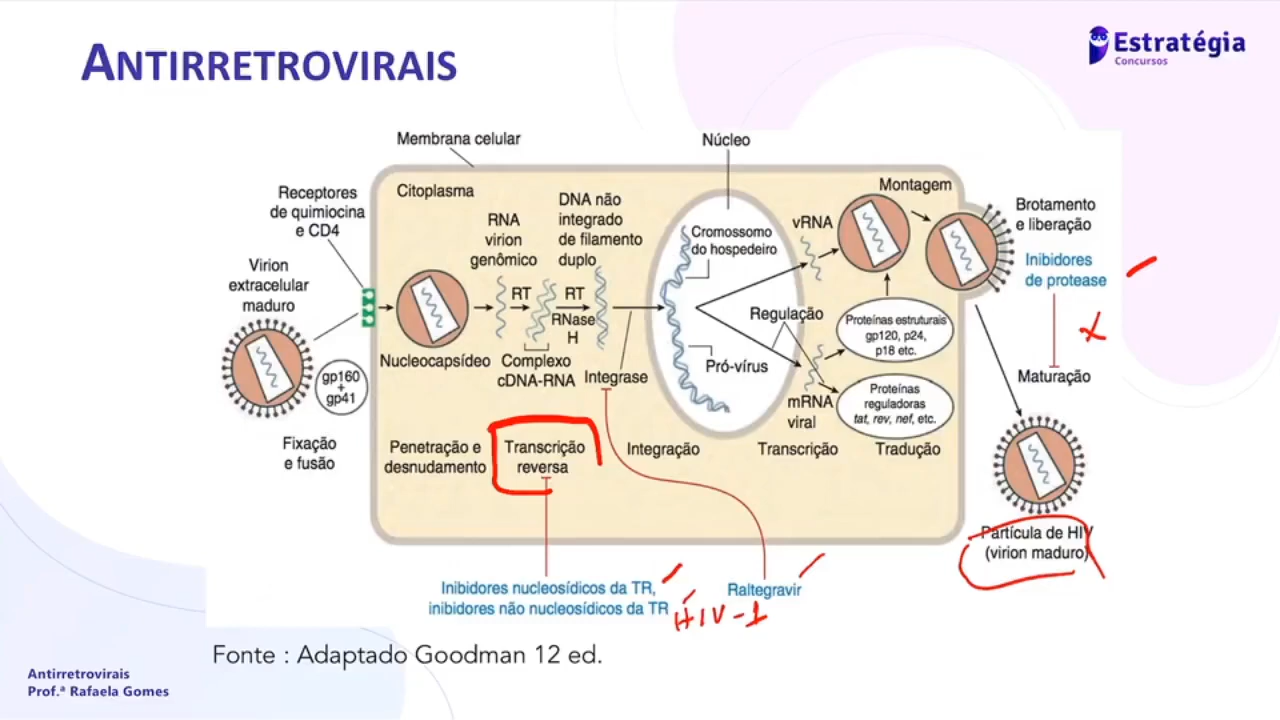 ANTIRRETROVIRAIS
Estratégia
Concursos
Membrana celular
Núcleo
Receptores
de quimiocina
e CD4
Citoplasma
RNA
virion
genômico
DNA não
integrado
de filamento
duplo
Montagem
vRNA
Cromossomo
do hospedeiro
Brotamento
e liberação
Inibidores
de protease
Virion
extracelular
maduro
RT
RT
RNase
H
Regulação
Proteínas estruturais
gp120, p24,
p18 etc.
Nucleocapsídeo
Complexo
cDNA-RNA
Integrase
Pró-vírus
gp160
+
gp41
mRNA
viral
Proteínas
reguladoras
tat, rev, nef, etc.
Maturação
Fixação
e fusão
Penetração e
desnudamento
Transcrição
reversa
Integração
Transcrição
Tradução
Partícula de HIV
(virion maduro)
Inibidores nucleosídicos da TR,
inibidores não nucleosídicos da TR
HIV-1
Raltegravir
Fonte : Adaptado Goodman 12 ed.
Antirretrovirais
Prof.ª Rafaela Gomes